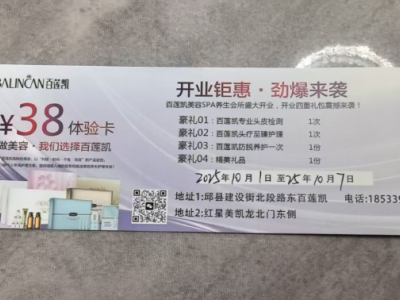 BALINCAN 百莲凯
¥38体验卡
做美容·我们选择百莲凯
开业钜惠·劲爆来袭
百莲凯美容SPA养生会所盛大开业，开业四重礼包震撼来袭！
豪礼01：百莲凯专业头皮检测 1次
豪礼02：百莲凯头疗至臻护理 1次
豪礼03：百莲凯防脱养护一次 1份
豪礼04：精美礼品 1份
2025年10月1日至25年10月7日
地址1:邱县建设街北段路东百莲凯 电话:18533
地址2:红星美凯龙北门东侧